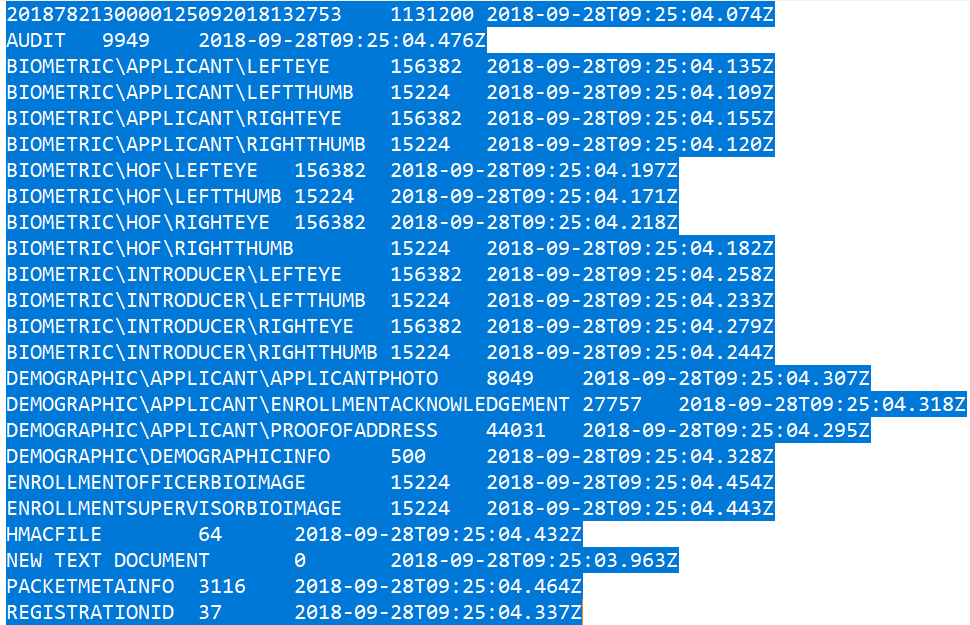 2018782130000125092018132753    1131200 2018-09-28T09:25:04.074Z
AUDIT   9949    2018-09-28T09:25:04.476Z
BIOMETRIC\APPLICANT\LEFTEYE     156382  2018-09-28T09:25:04.135Z
BIOMETRIC\APPLICANT\LEFTTHUMB   15224   2018-09-28T09:25:04.109Z
BIOMETRIC\APPLICANT\RIGHTEYE    156382  2018-09-28T09:25:04.155Z
BIOMETRIC\APPLICANT\RIGHTTHUMB  15224   2018-09-28T09:25:04.120Z
BIOMETRIC\HOF\LEFTEYE   156382  2018-09-28T09:25:04.197Z
BIOMETRIC\HOF\LEFTTHUMB 15224   2018-09-28T09:25:04.171Z
BIOMETRIC\HOF\RIGHTEYE  156382  2018-09-28T09:25:04.218Z
BIOMETRIC\HOF\RIGHTTHUMB        15224   2018-09-28T09:25:04.182Z
BIOMETRIC\INTRODUCER\LEFTEYE    156382  2018-09-28T09:25:04.258Z
BIOMETRIC\INTRODUCER\LEFTTHUMB  15224   2018-09-28T09:25:04.233Z
BIOMETRIC\INTRODUCER\RIGHTEYE   156382  2018-09-28T09:25:04.279Z
BIOMETRIC\INTRODUCER\RIGHTTHUMB 15224   2018-09-28T09:25:04.244Z
DEMOGRAPHIC\APPLICANT\APPLICANTPHOTO    8049    2018-09-28T09:25:04.307Z
DEMOGRAPHIC\APPLICANT\ENROLLMENTACKNOWLEDGEMENT 27757   2018-09-28T09:25:04.318Z
DEMOGRAPHIC\APPLICANT\PROOFOFADDRESS    44031   2018-09-28T09:25:04.295Z
DEMOGRAPHIC\DEMOGRAPHICINFO     500     2018-09-28T09:25:04.328Z
ENROLLMENTOFFICERBIOIMAGE       15224   2018-09-28T09:25:04.454Z
ENROLLMENTSUPERVISORBIOIMAGE    15224   2018-09-28T09:25:04.443Z
HMACFILE        64      2018-09-28T09:25:04.432Z
NEW TEXT DOCUMENT       0       2018-09-28T09:25:03.963Z
PACKETMETAINFO  3116    2018-09-28T09:25:04.464Z
REGISTRATIONID  37      2018-09-28T09:25:04.337Z